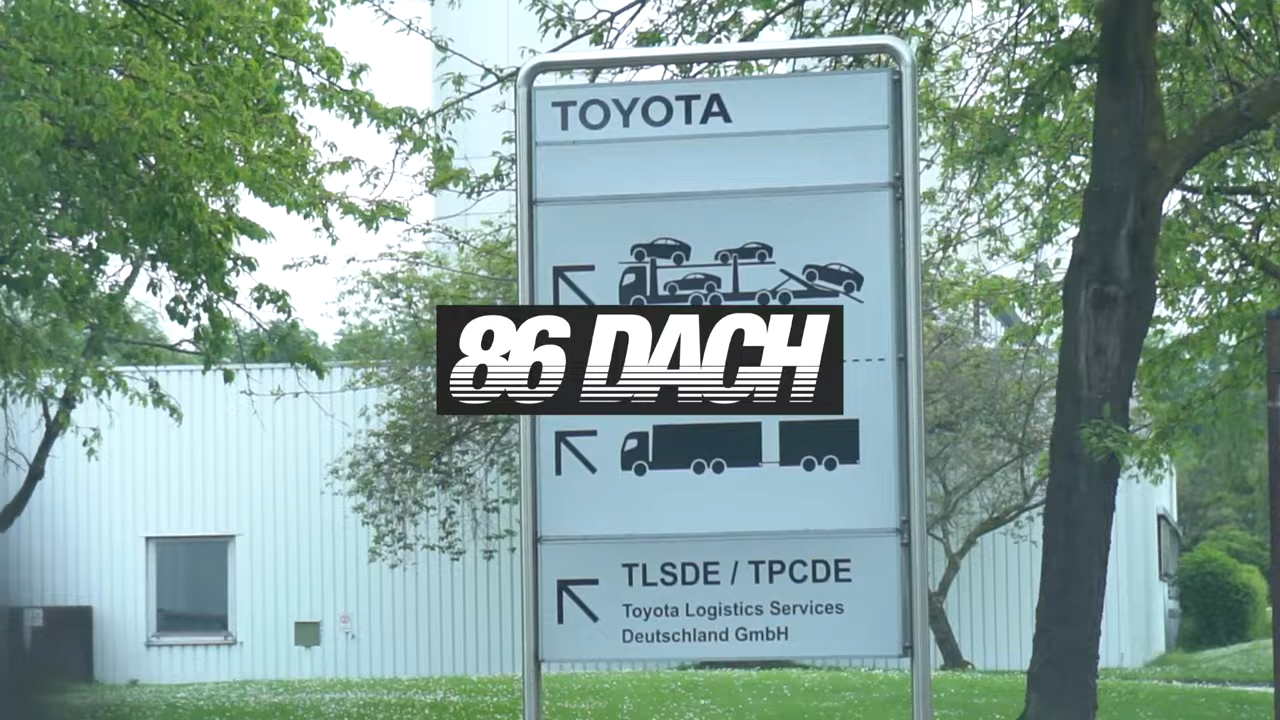 TOYOTA
86 DACH
TLSDE / TPCDE
Toyota Logistics Services
Deutschland GmbH